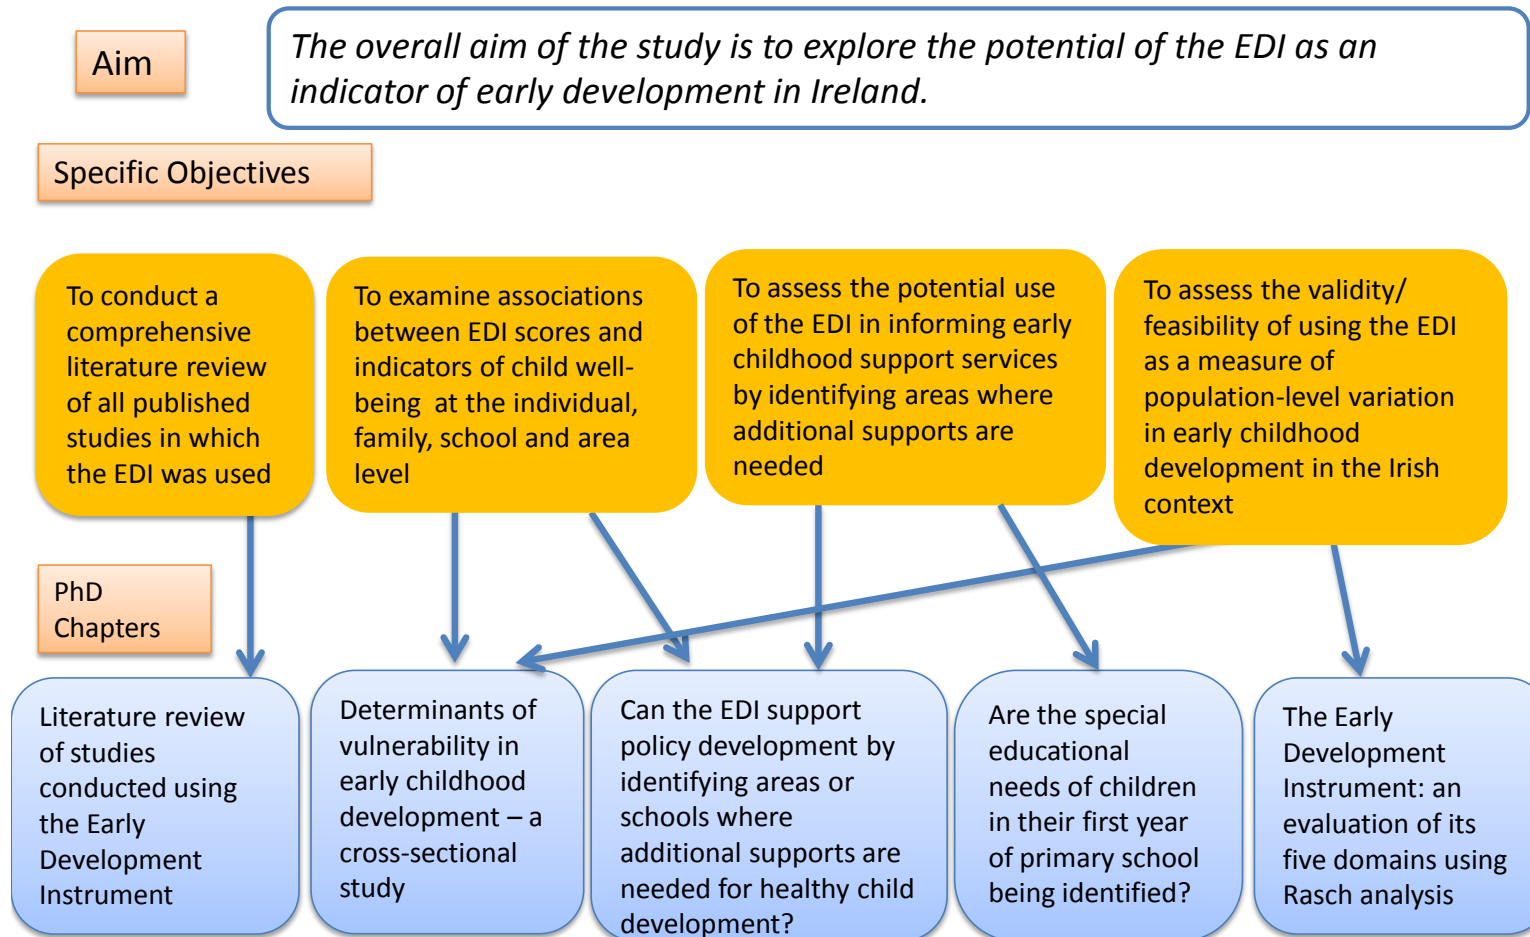 Aim
The overall aim of the study is to explore the potential of the EDI as an
indicator of early development in Ireland.
Specific Objectives
To conduct a
comprehensive
literature review
of all published
studies in which
the EDI was used
To examine associations
between EDI scores and
indicators of child well-
being at the individual,
family, school and area
level
To assess the potential use
of the EDI in informing early
childhood support services
by identifying areas where
additional supports are
needed
To assess the validity/
feasibility of using the EDI
as a measure of
population-level variation
in early childhood
development in the Irish
context
PhD
Chapters
Literature review
of studies
conducted using
the Early
Development
Instrument
Determinants of
vulnerability in
early childhood
development – a
cross-sectional
study
Can the EDI support
policy development by
identifying areas or
schools where
additional supports are
needed for healthy child
development?
Are the special
educational
needs of children
in their first year
of primary school
being identified?
The Early
Development
Instrument: an
evaluation of its
five domains using
Rasch analysis